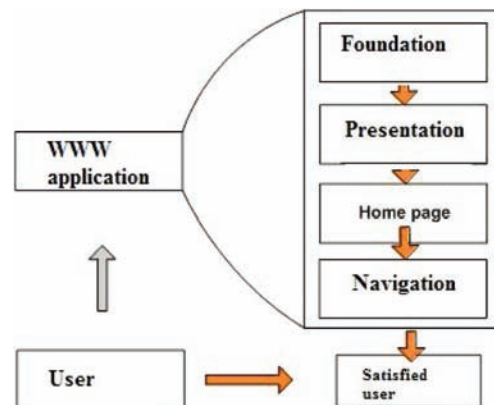 Foundation
Presentation
WWW
application
Home page
Navigation
User
Satisfied
user